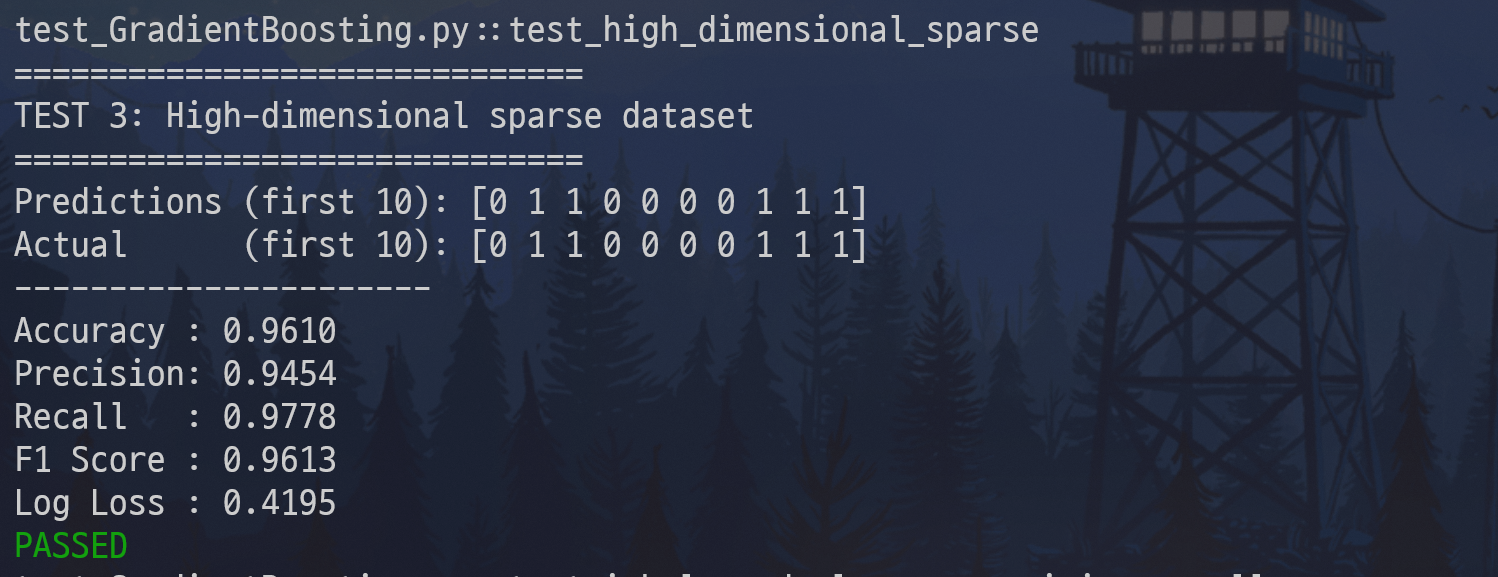 test_GradientBoosting.py::test_high_dimensional_sparse
==============================
TEST 3: High-dimensional sparse dataset
==============================
Predictions (first 10): [0 1 1 0 0 0 0 1 1 1]
Actual      (first 10): [0 1 1 0 0 0 0 1 1 1]
----------------------
Accuracy : 0.9610
Precision: 0.9454
Recall   : 0.9778
F1 Score : 0.9613
Log Loss : 0.4195
PASSED